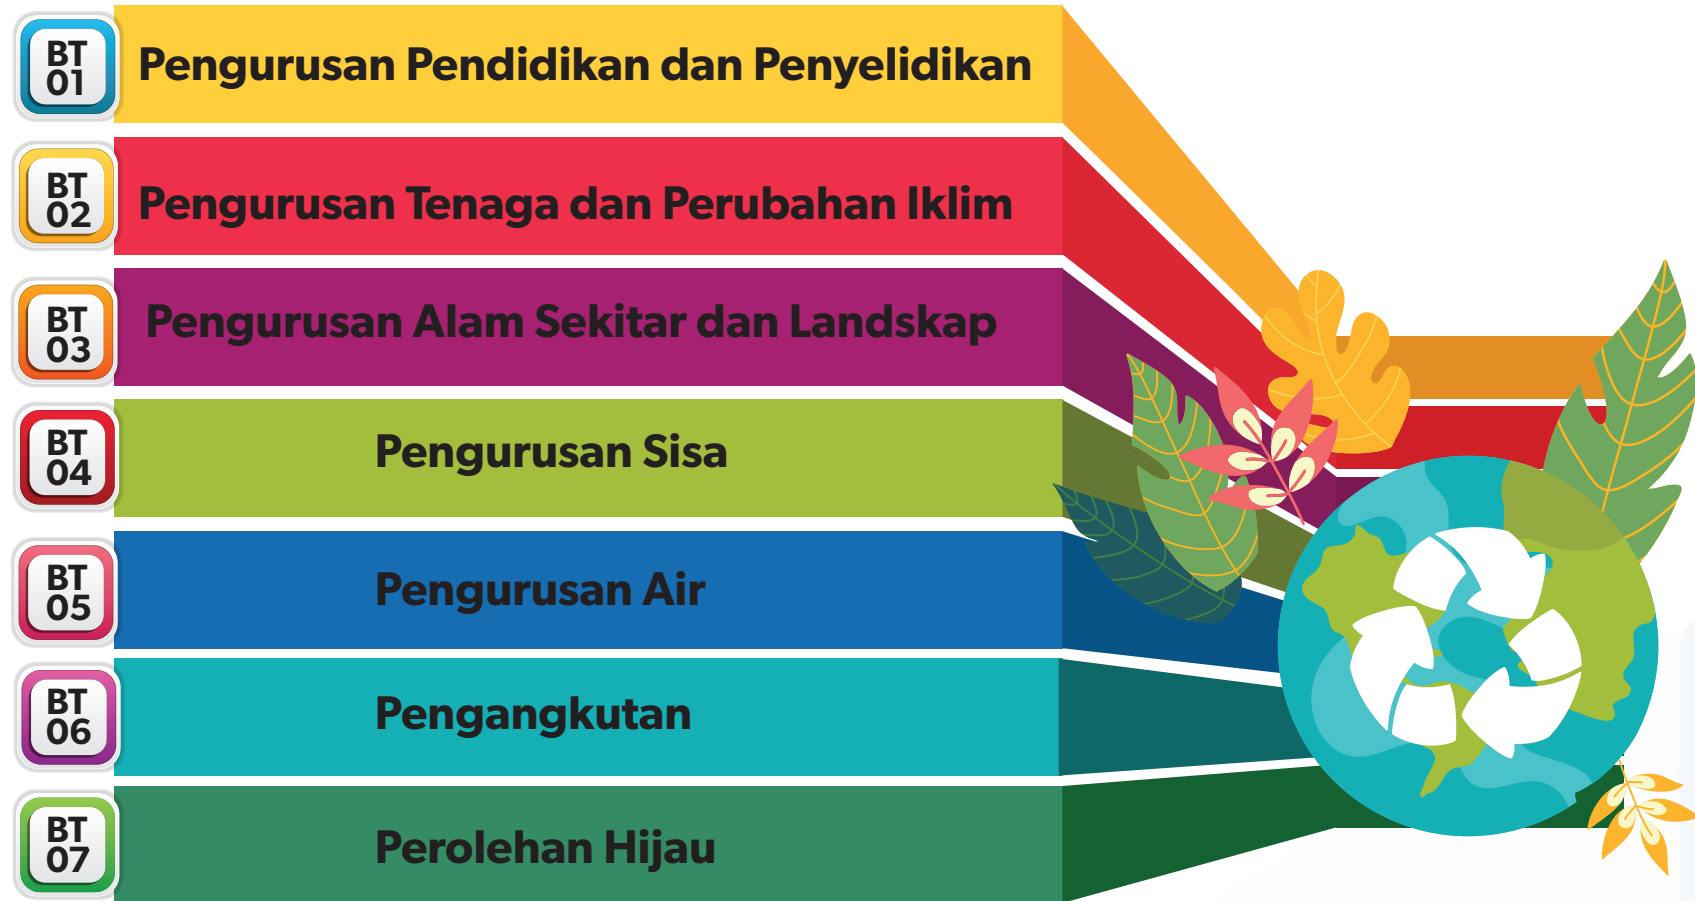 BT
01
Pengurusan Pendidikan dan Penyelidikan
BT
02
Pengurusan Tenaga dan Perubahan Iklim
BT
03
Pengurusan Alam Sekitar dan Landskap
BT
04
Pengurusan Sisa
BT
05
Pengurusan Air
BT
06
Pengangkutan
BT
07
Perolehan Hijau